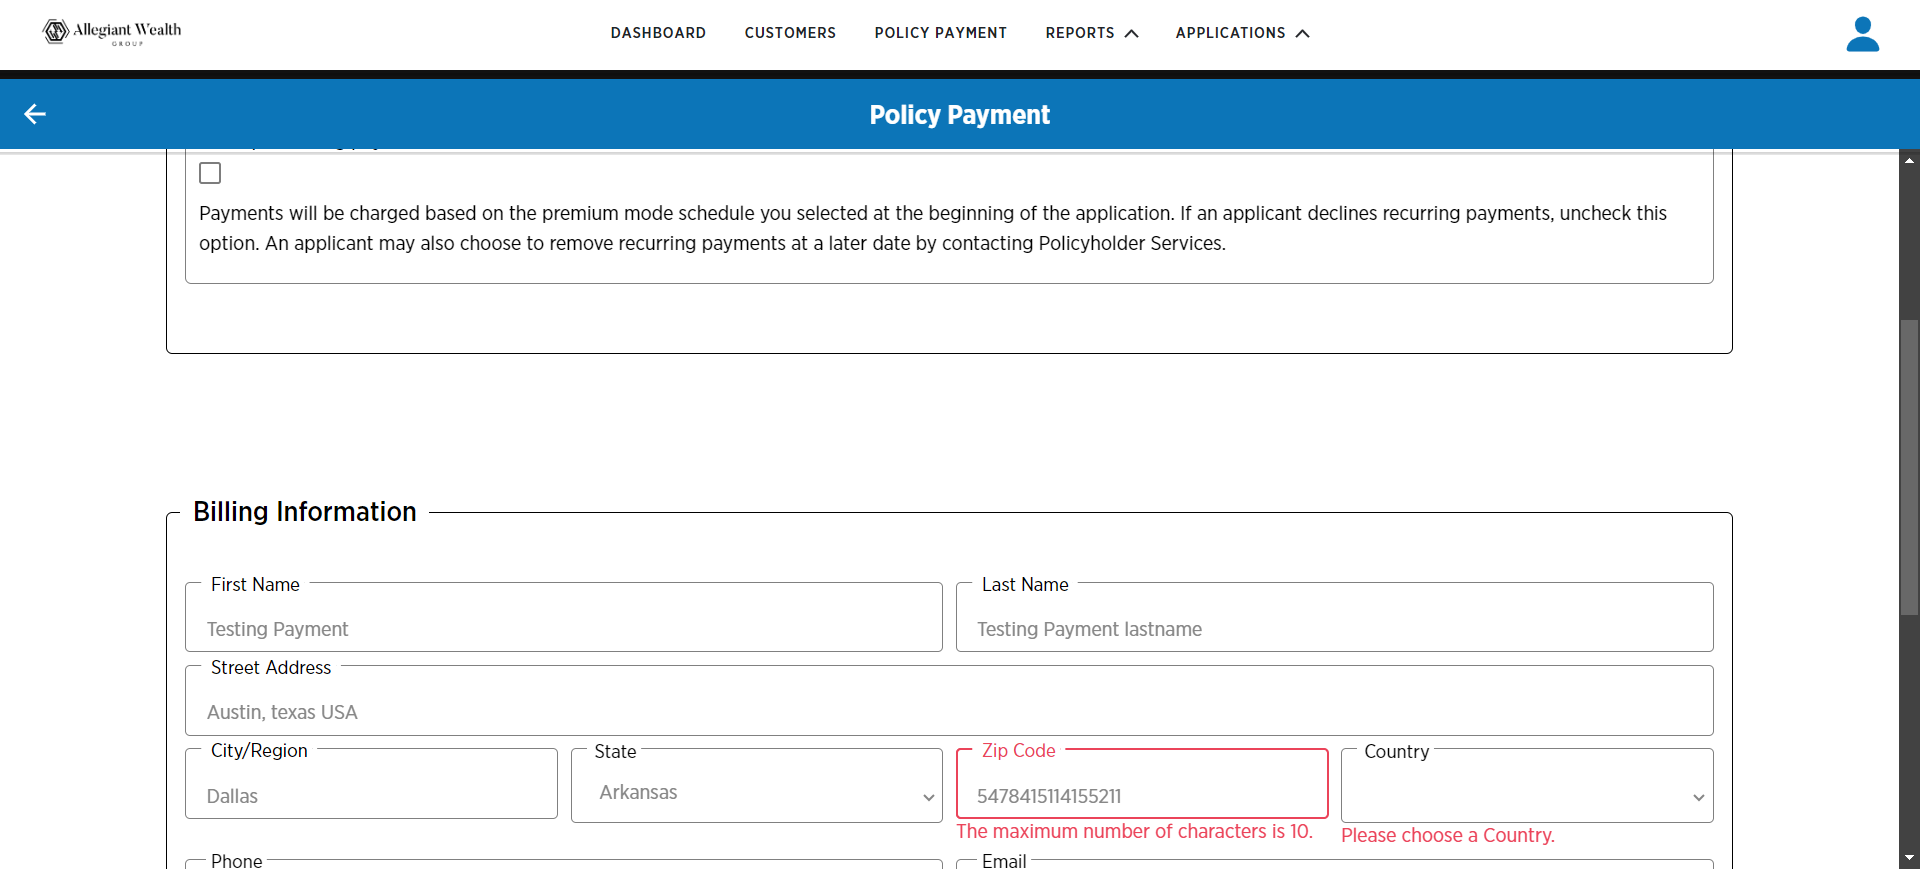 Allegiant Wealth
GROUP
DASHBOARD
CUSTOMERS
POLICY PAYMENT
REPORTS
APPLICATIONS
Policy Payment
Payments will be charged based on the premium mode schedule you selected at the beginning of the application. If an applicant declines recurring payments, uncheck this
option. An applicant may also choose to remove recurring payments at a later date by contacting Policyholder Services.
Billing Information
First Name
Testing Payment
Last Name
Testing Payment lastname
Street Address
Austin, texas USA
City/Region
Dallas
State
Arkansas
Zip Code
5478415114155211
The maximum number of characters is 10.
Country
Please choose a Country.
Phone
Email